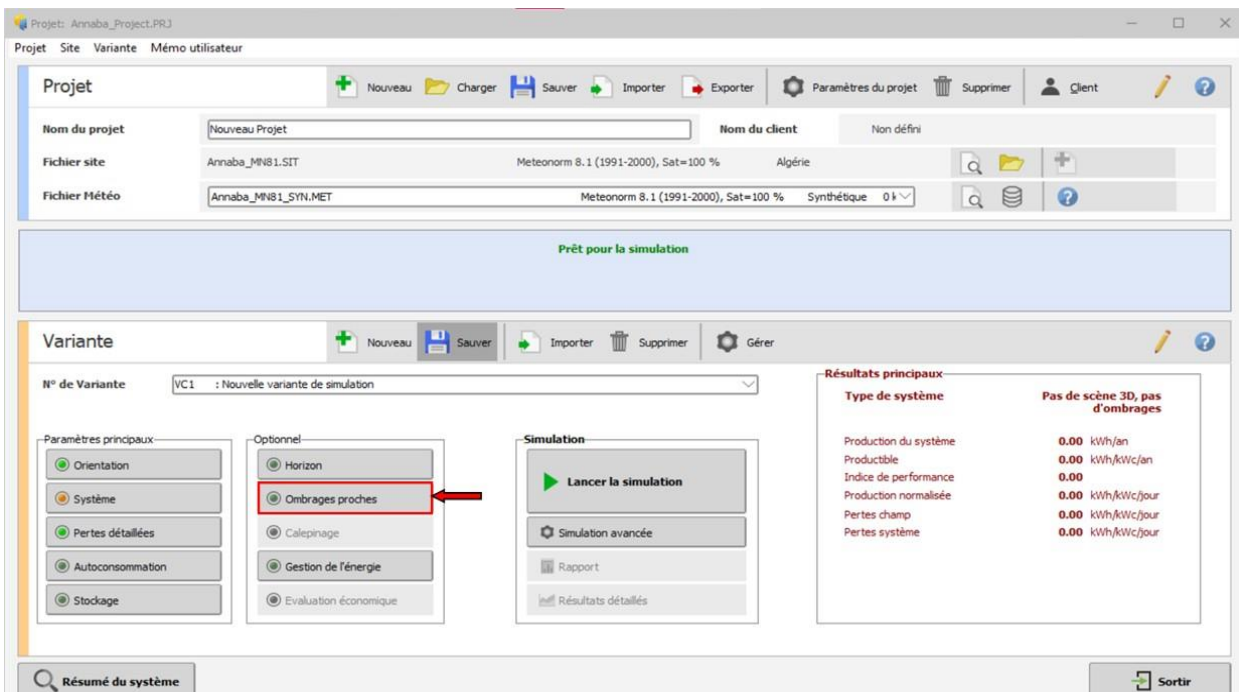 Projet: Annaba_Project.PRJ
Projet Site Variante Mémo utilisateur
Projet
Nouveau Charger Sauver Importer Exporter Paramètres du projet Supprimer Client
Nom du projet Nouveau Projet Nom du client Non défini
Fichier site Annaba_MN81.SIT Meteonorm 8.1 (1991-2000), Sat=100 % Algérie
Fichier Météo Annaba_MN81_SYN.MET Meteonorm 8.1 (1991-2000), Sat=100 % Synthétique 0 k
Prêt pour la simulation
Variante
Nouveau Sauver Importer Supprimer Gérer
N° de Variante VC1 : Nouvelle variante de simulation
Paramètres principaux
Orientation
Système
Pertes détaillées
Autoconsommation
Stockage
Optionnel
Horizon
Ombrages proches
Calepinage
Gestion de l'énergie
Evaluation économique
Simulation
Lancer la simulation
Simulation avancée
Rapport
Résultats détaillés
Résultats principaux
Type de système Pas de scène 3D, pas
d'ombrages
Production du système 0.00 kWh/an
Productible 0.00 kWh/kWc/an
Indice de performance 0.00
Production normalisée 0.00 kWh/kWc/jour
Pertes champ 0.00 kWh/kWc/jour
Pertes système 0.00 kWh/kWc/jour
Résumé du système
Sortir